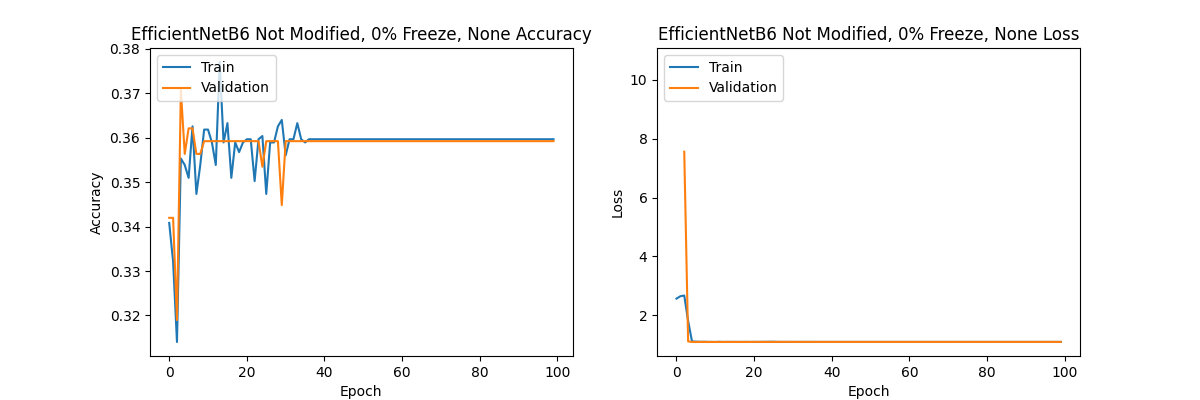 EfficientNetB6 Not Modified, 0% Freeze, None Accuracy
0.38
0.37
0.36
0.35
0.34
0.33
0.32
Accuracy
Train
Validation
0
20
40
60
80
100
Epoch
EfficientNetB6 Not Modified, 0% Freeze, None Loss
10
8
6
4
2
Loss
Train
Validation
0
20
40
60
80
100
Epoch